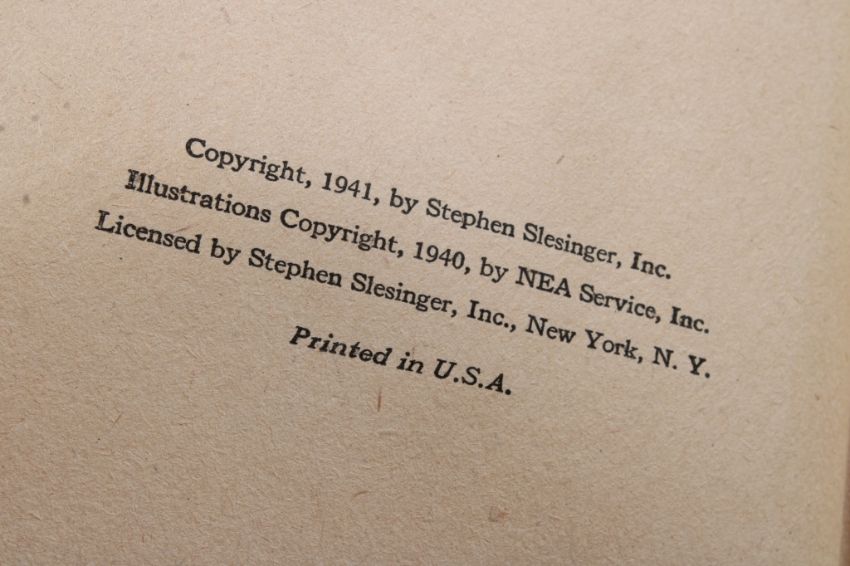 Copyright, 1941, by Stephen Slesinger, Inc.
Illustrations Copyright, 1940, by NEA Service, Inc.
Licensed by Stephen Slesinger, Inc., New York, N. Y.
Printed in U.S.A.